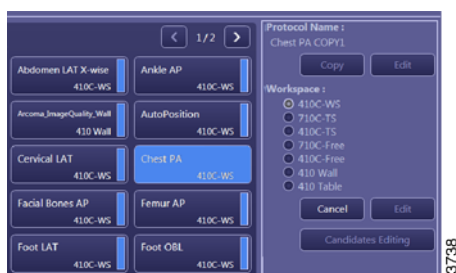 1/2
Abdomen LAT X-wise
410C-WS
Ankle AP
410C-WS
Arcoma_ImageQuality_Wall
410 Wall
AutoPosition
410C-WS
Cervical LAT
410C-WS
Chest PA
410C-WS
Facial Bones AP
410C-WS
Femur AP
410C-WS
Foot LAT
410C-WS
Foot OBL
410C-WS
Protocol Name :
Chest PA COPY1
Copy
Edit
Workspace :
410C-WS
710C-TS
410C-TS
710C-Free
410C-Free
410 Wall
410 Table
Cancel
Edit
Candidates Editing
3738